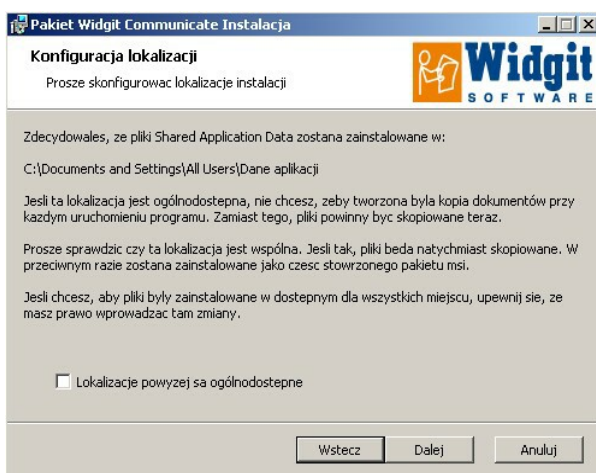 Pakiet Widgit Communicate Instalacja
Konfiguracja lokalizacji
Prosze skonfigurowac lokalizacje instalacji
Widgit
SOFTWARE
Zdecydowales, ze pliki Shared Application Data zostana zainstalowane w:
C:\Documents and Settings\All Users\Dane aplikacji
Jesli ta lokalizacja jest ogólnodostepna, nie chcesz, zeby tworzona byla kopia dokumentów przy
kazdym uruchomieniu programu. Zamiast tego, pliki powinny byc skopiowane teraz.
Prosze sprawdzic czy ta lokalizacja jest wspólna. Jesli tak, pliki beda natychmiast skopiowane. W
przeciwnym razie zostana zainstalowane jako czesc stowrzonego pakietu msi.
Jesli chcesz, aby pliki byly zainstalowane w dostepnym dla wszystkich miejscu, upewnij sie, ze
masz prawo wprowadzac tam zmiany.
Lokalizacje powyzej sa ogólnodostepne
Wstecz Dalej Anuluj